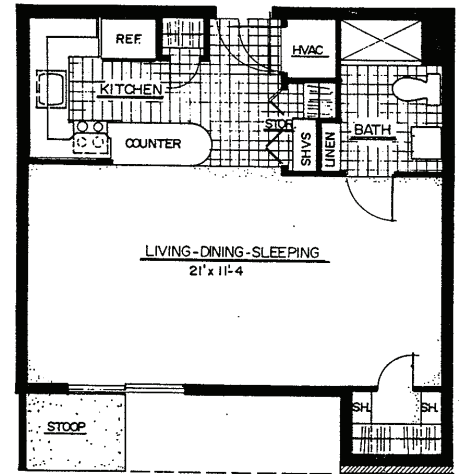 REF.
HVAC
KITCHEN
STOR
BATH
COUNTER
SHVS
LINEN
LIVING-DINING-SLEEPING
21' x 11'-4
SH.
SH.
STOOP